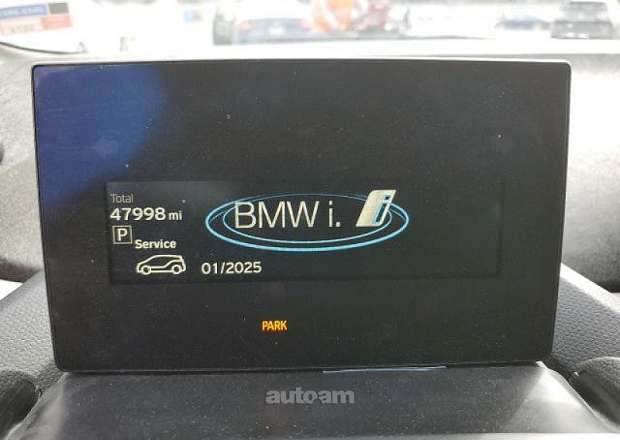 Total
47998 mi
P
Service
BMW i. i
01/2025
PARK
autoam